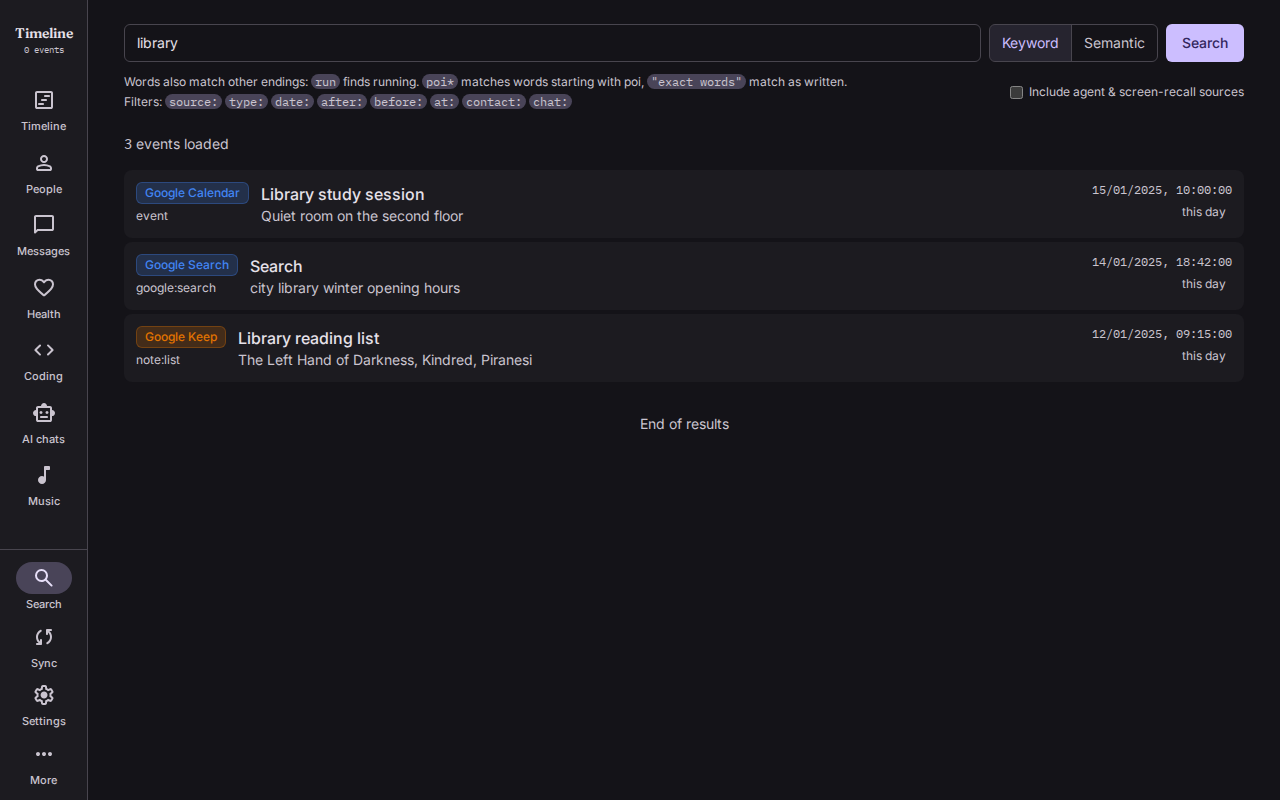 Timeline
0 events
Timeline
People
Messages
Health
Coding
AI chats
Music
Search
Sync
Settings
More
library
Keyword
Semantic
Search
Words also match other endings: run finds running. poi* matches words starting with poi, "exact words" match as written.
Filters: source: type: date: after: before: at: contact: chat:
Include agent & screen-recall sources
3 events loaded
Google Calendar
Library study session
15/01/2025, 10:00:00
event
Quiet room on the second floor
this day
Google Search
Search
14/01/2025, 18:42:00
google:search
city library winter opening hours
this day
Google Keep
Library reading list
12/01/2025, 09:15:00
note:list
The Left Hand of Darkness, Kindred, Piranesi
this day
End of results